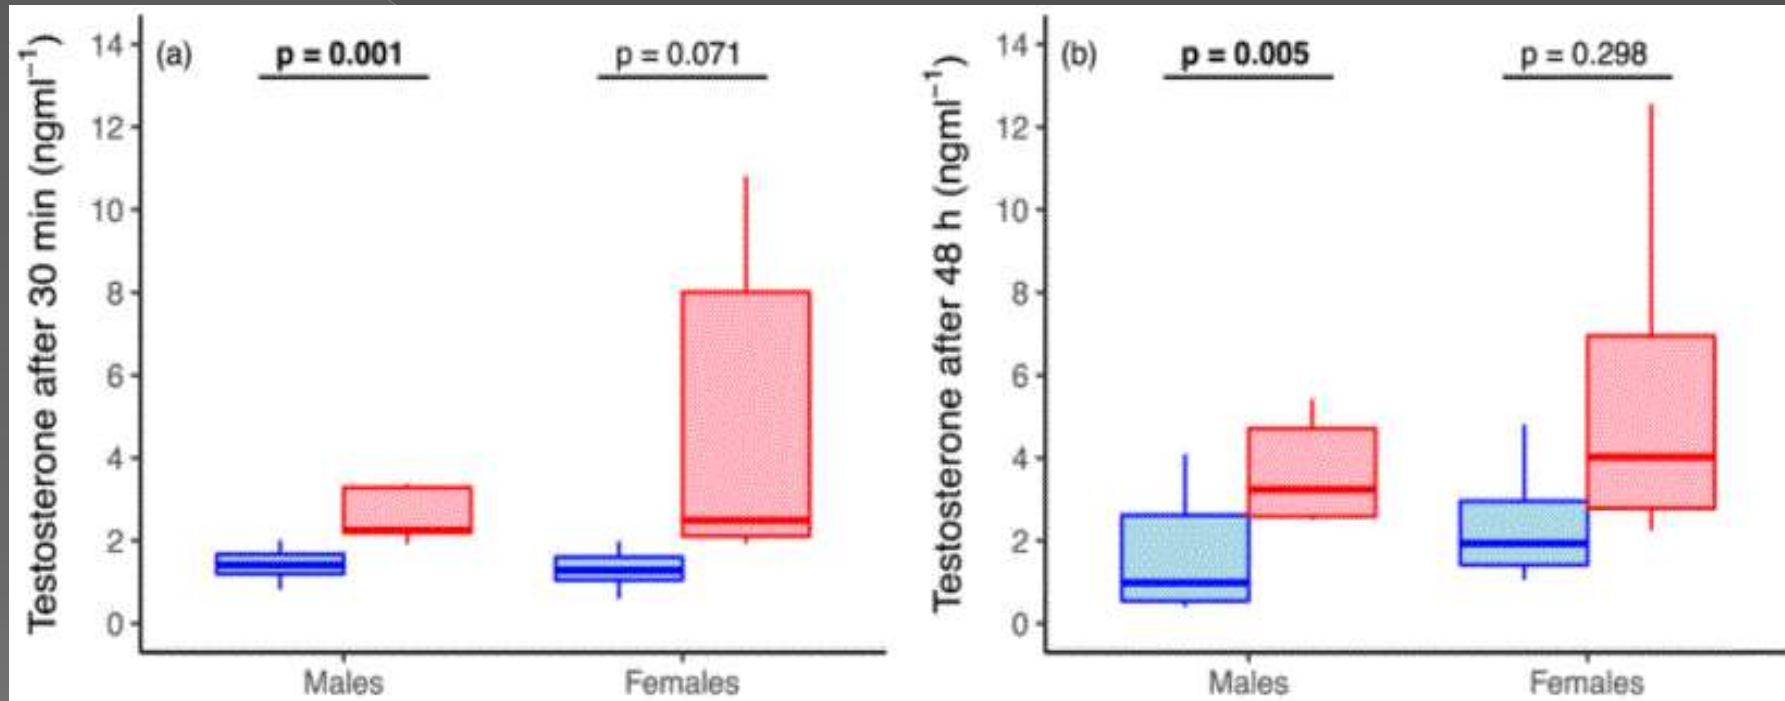 Testosterone after 30 min (ngml⁻¹)
14
12
10
8
6
4
2
0
(a)
p = 0.001
p = 0.071
Males
Females
Testosterone after 48 h (ngml⁻¹)
14
12
10
8
6
4
2
0
(b)
p = 0.005
p = 0.298
Males
Females